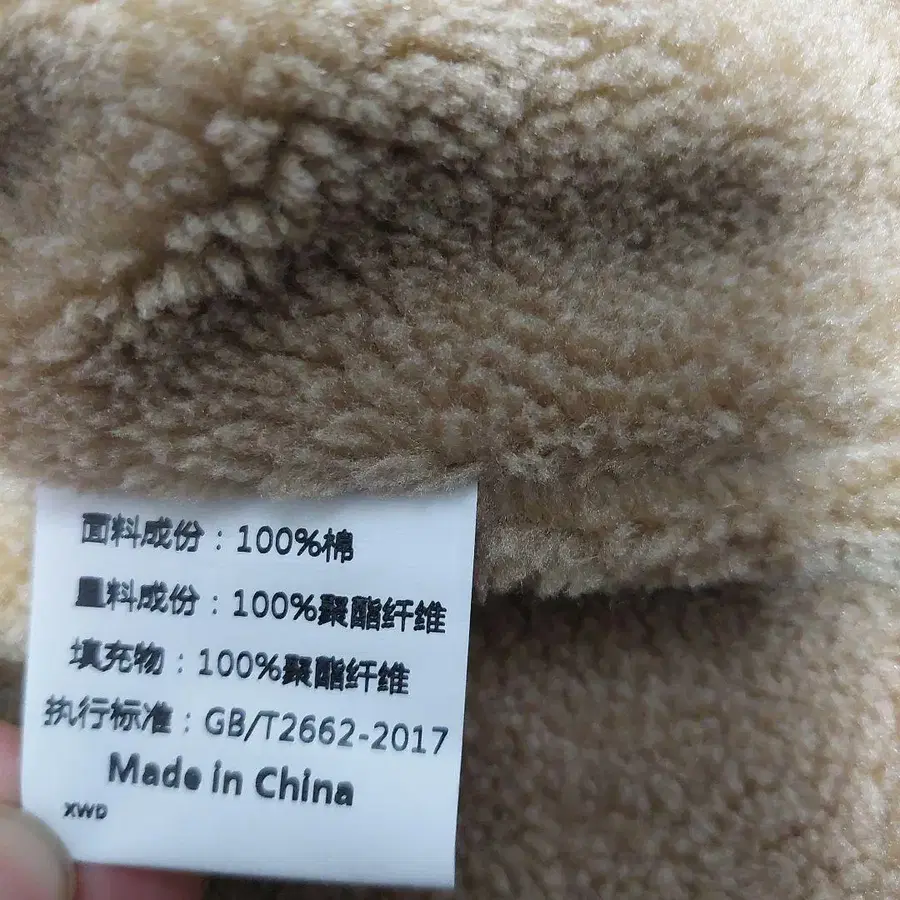 面料成份：100%棉
里料成份：100%聚酯纤维
填充物：100%聚酯纤维
执行标准：GB/T2662-2017
Made in China
XWD